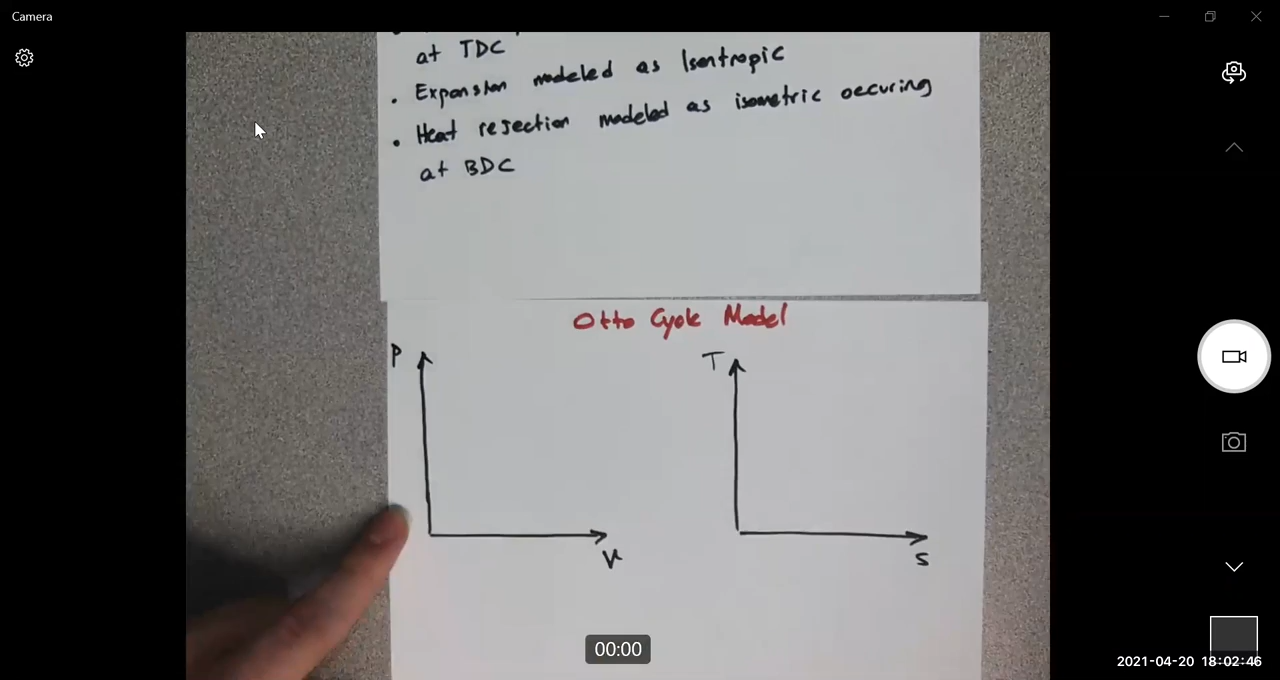 Camera
at TDC
• Expansion modeled as Isentropic
• Heat rejection modeled as isometric occuring
at BDC
Otto Cycle Model
P
T
V
S
00:00
2021-04-20 18:02:46